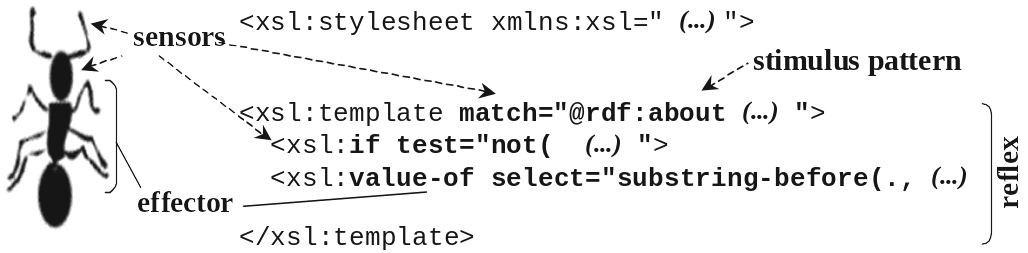 <xsl:stylesheet xmlns:xsl=" (...) ">
sensors
stimulus pattern
<xsl:template match="@rdf:about (...) ">
<xsl:if test="not( (...) ">
<xsl:value-of select="substring-before(., (...)
effector
reflex
</xsl:template>